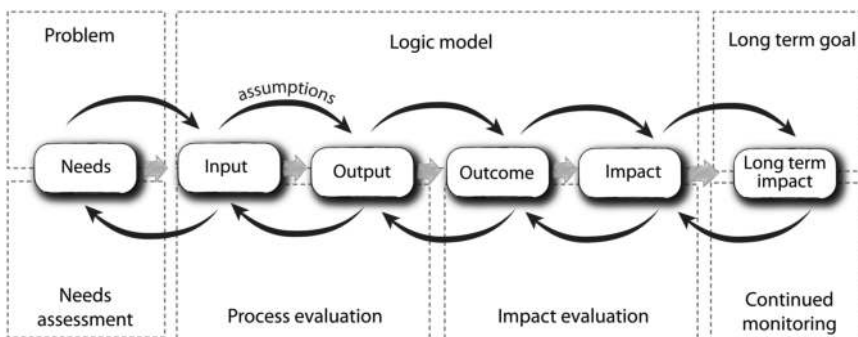 Problem
Logic model
Long term goal
assumptions
Needs
Input
Output
Outcome
Impact
Long term
impact
Needs
assessment
Process evaluation
Impact evaluation
Continued
monitoring